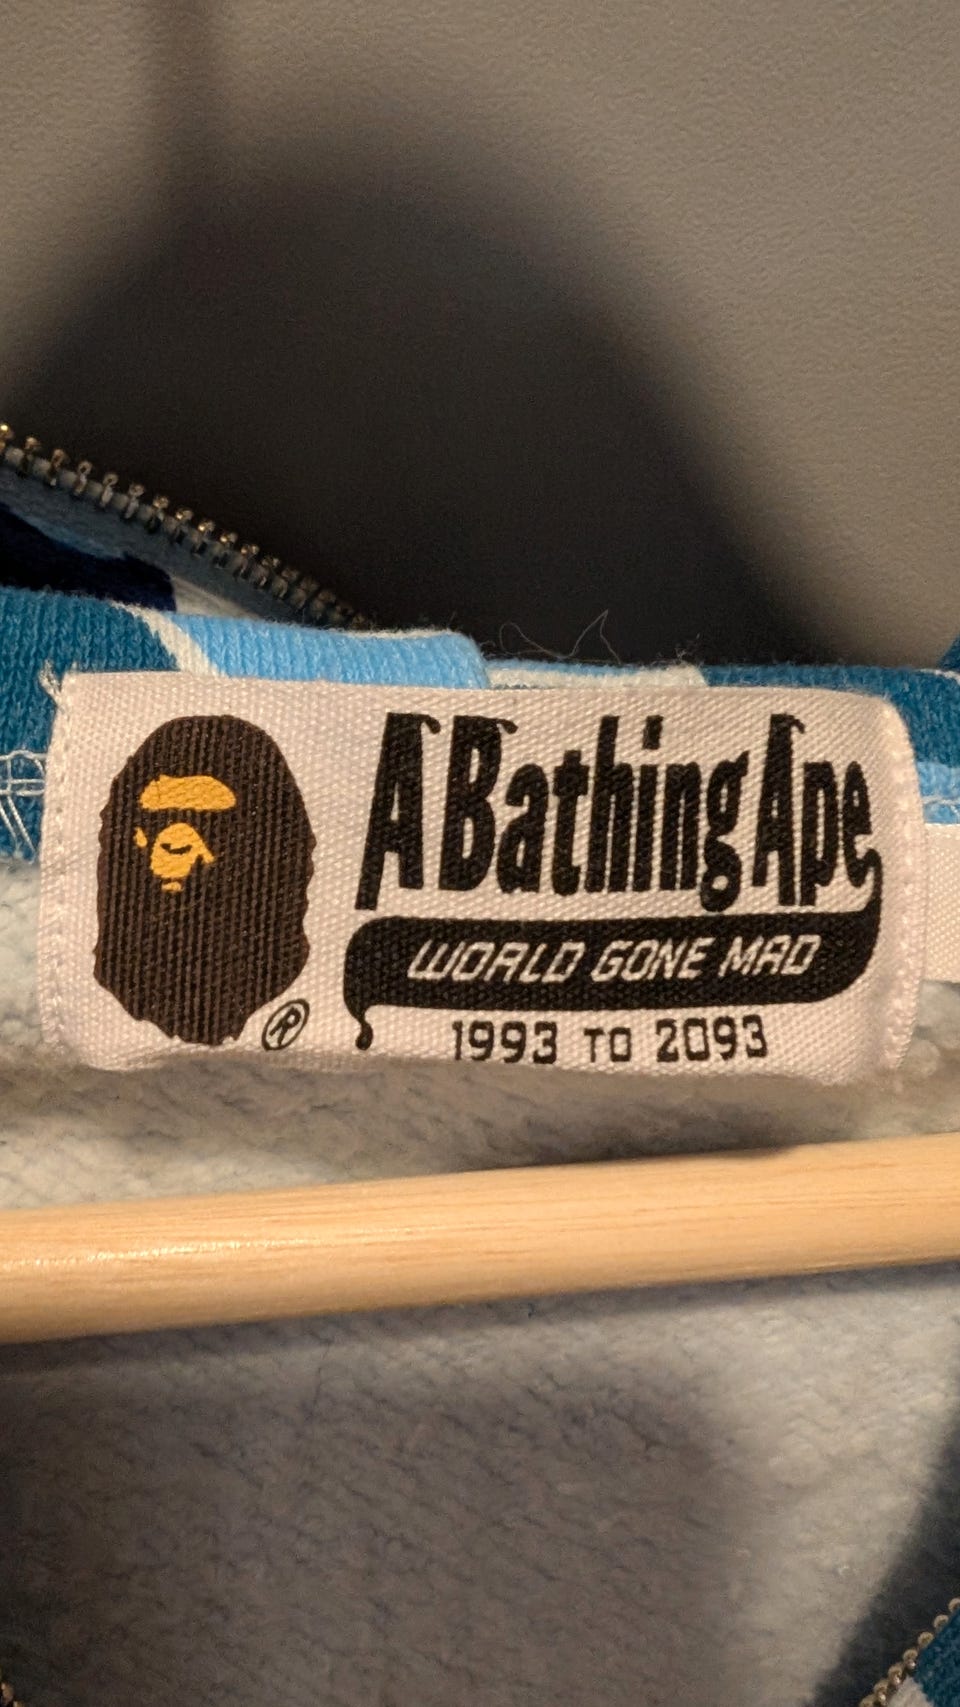 A Bathing Ape
WORLD GONE MAD
1993 TO 2093
®